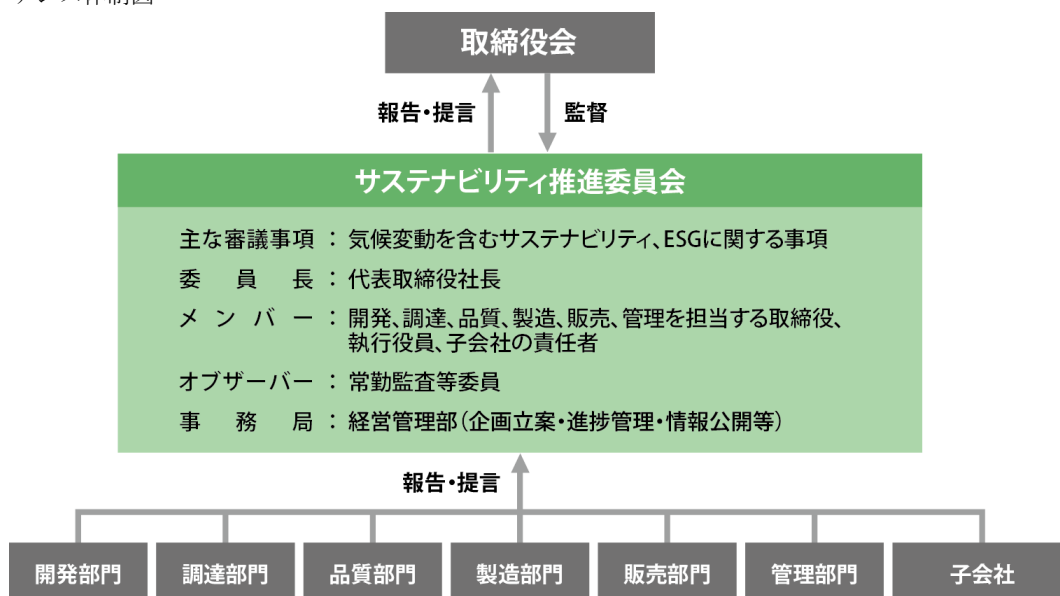 取締役会
報告・提言
監督
サステナビリティ推進委員会
主な審議事項：気候変動を含むサステナビリティ、ESGに関する事項
委員長：代表取締役社長
メンバー：開発、調達、品質、製造、販売、管理を担当する取締役、
執行役員、子会社の責任者
オブザーバー：常勤監査等委員
事務局：経営管理部（企画立案・進捗管理・情報公開等）
報告・提言
開発部門 調達部門 品質部門 製造部門 販売部門 管理部門 子会社